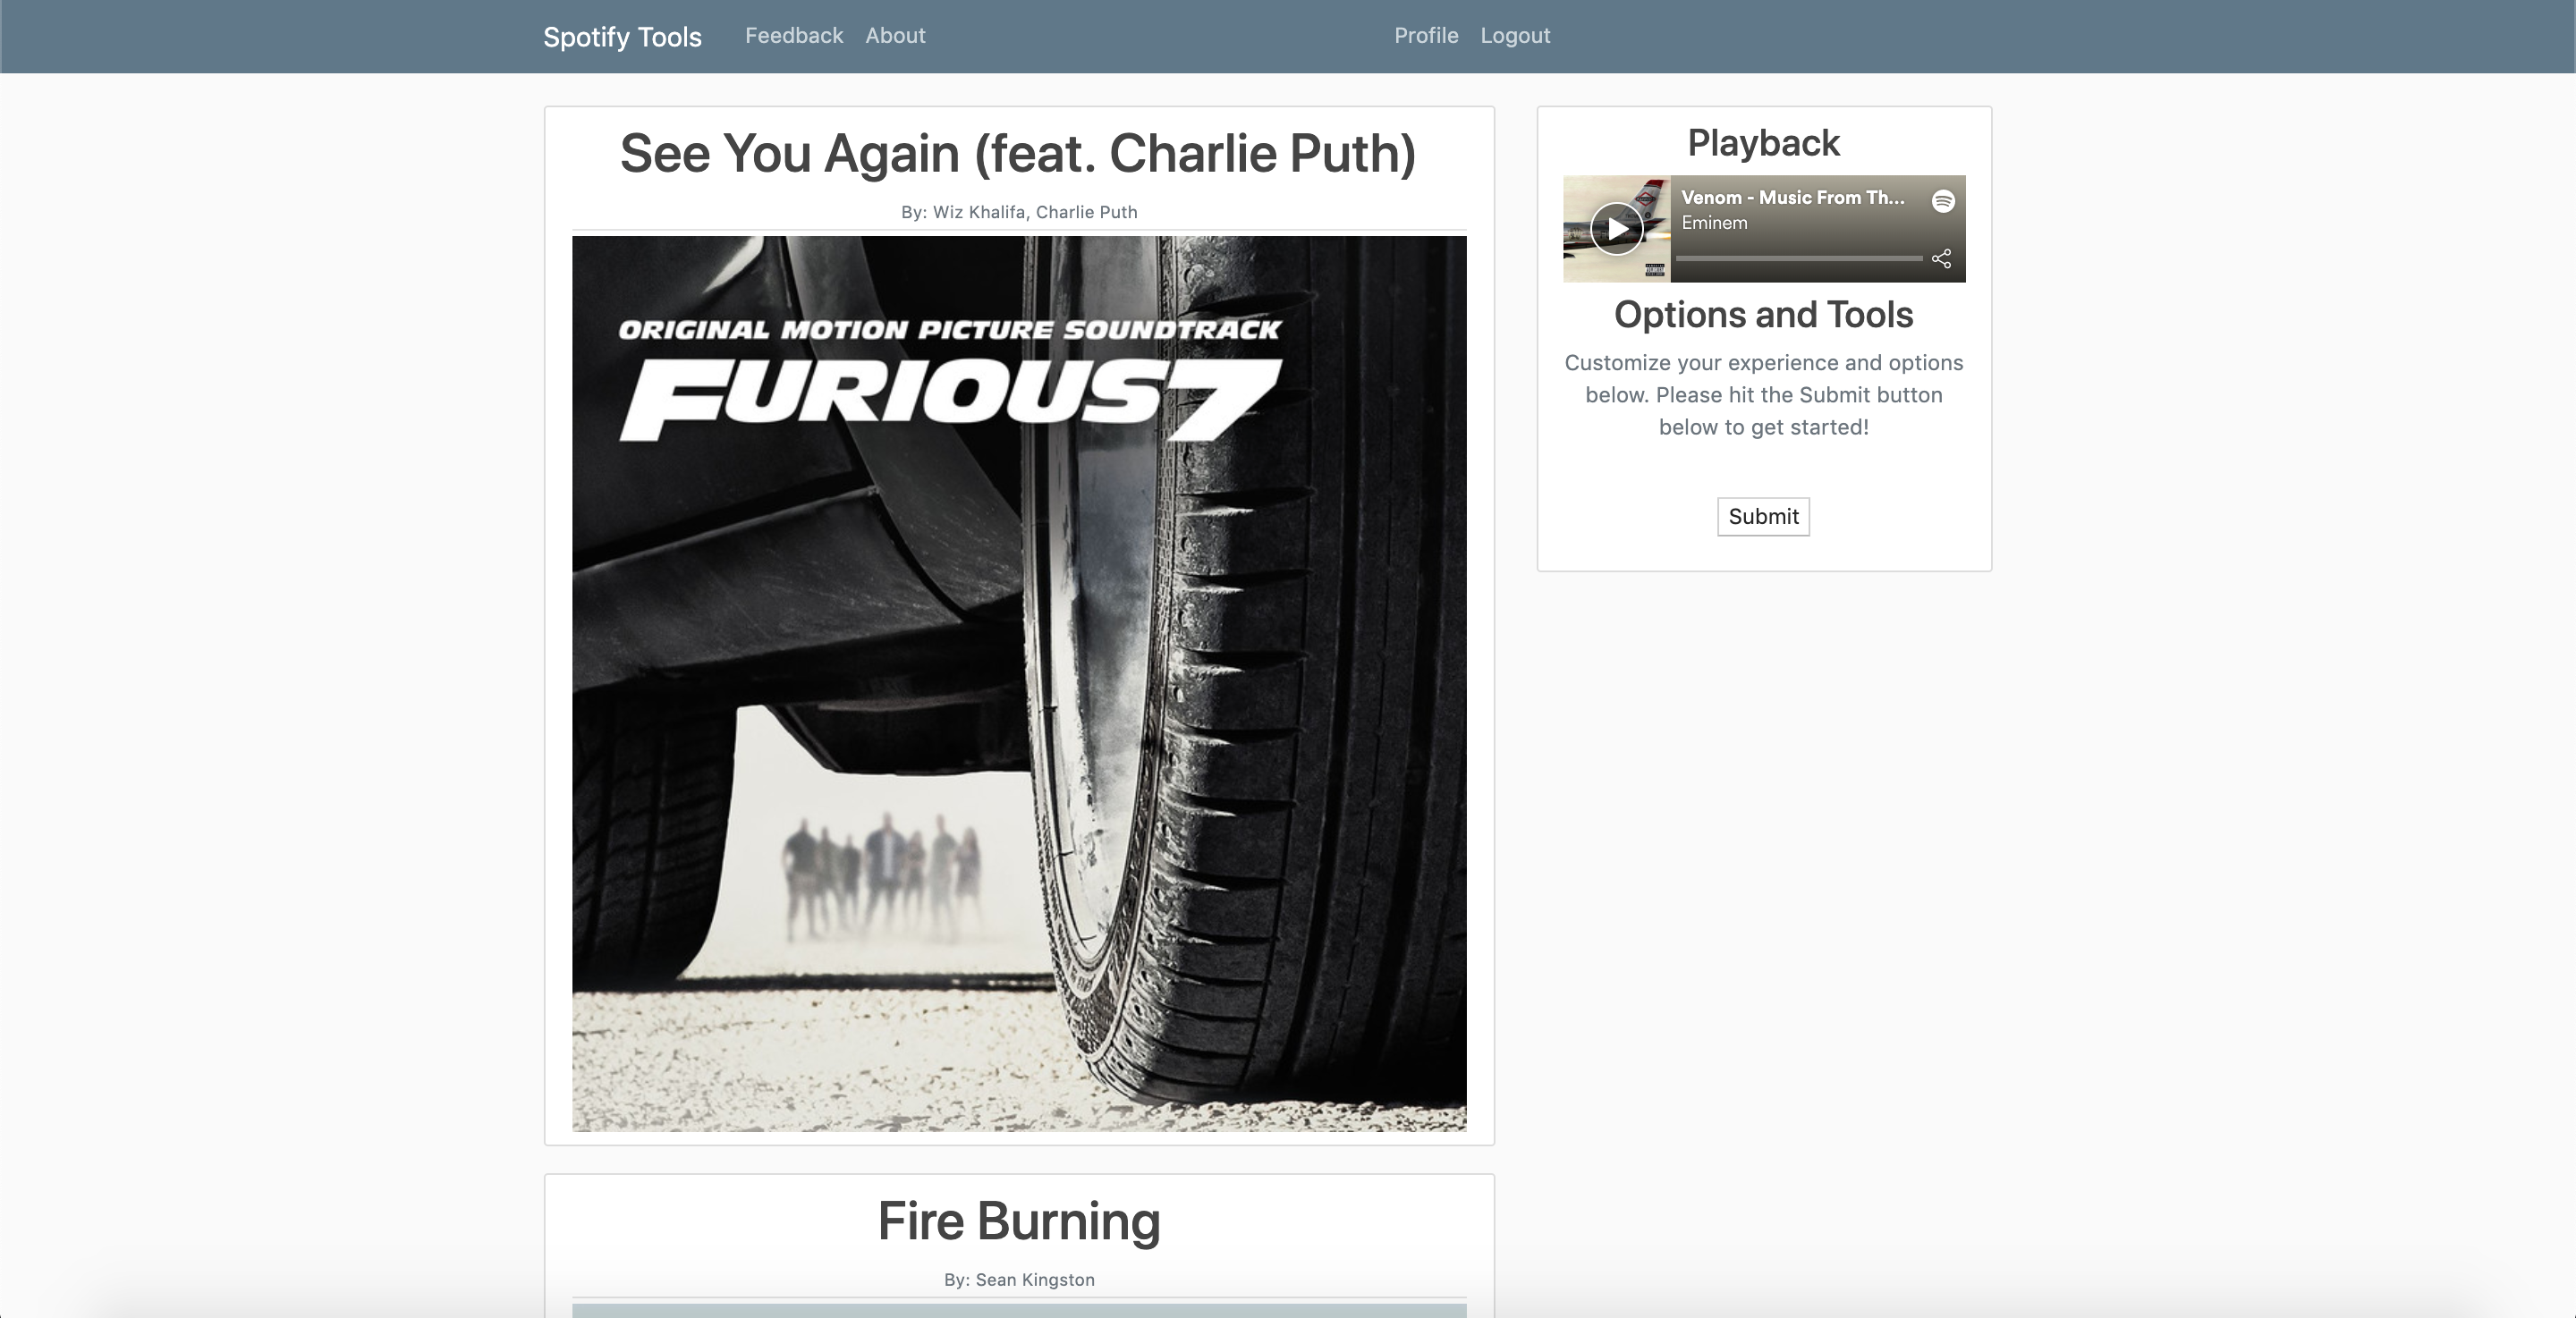 Spotify Tools Feedback About Profile Logout
See You Again (feat. Charlie Puth)
By: Wiz Khalifa, Charlie Puth
ORIGINAL MOTION PICTURE SOUNDTRACK
FURIOUS 7
Fire Burning
By: Sean Kingston
Playback
Venom - Music From Th...
Eminem
Options and Tools
Customize your experience and options
below. Please hit the Submit button
below to get started!
Submit